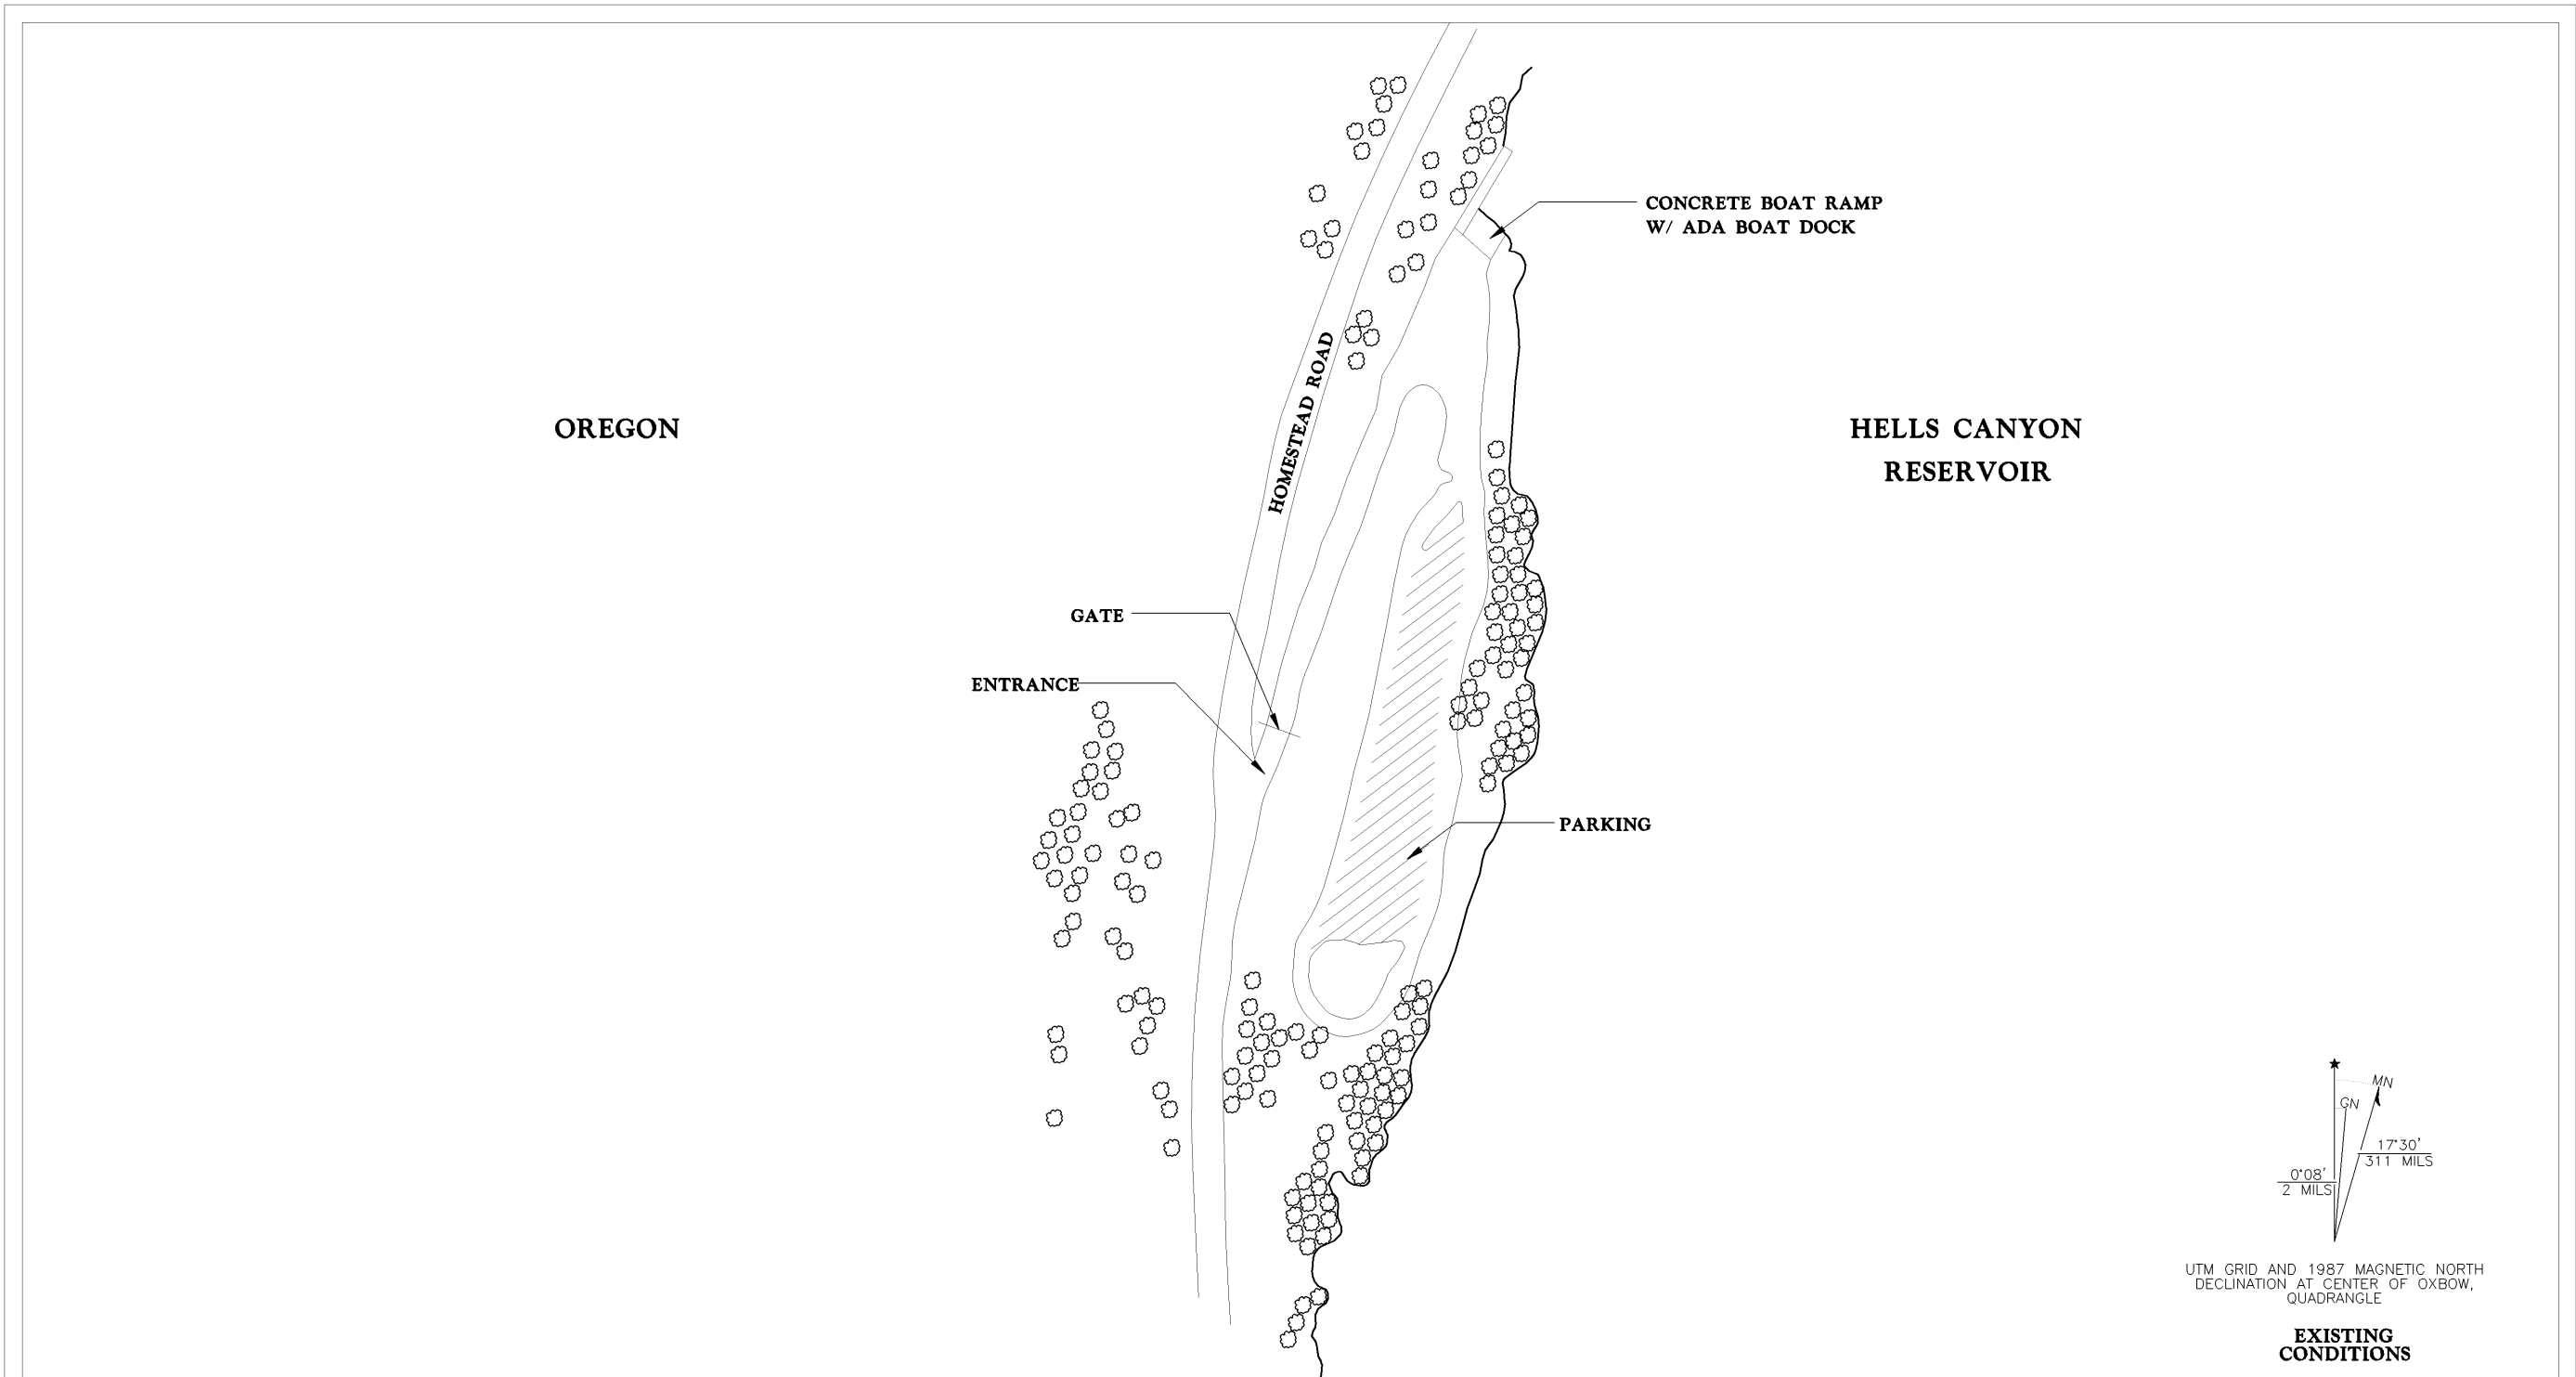 CONCRETE BOAT RAMP
W/ ADA BOAT DOCK
HOMESTEAD ROAD
OREGON
HELLS CANYON
RESERVOIR
GATE
ENTRANCE
PARKING
MN
GN
17°30'
311 MILS
0°08'
2 MILS
UTM GRID AND 1987 MAGNETIC NORTH
DECLINATION AT CENTER OF OXBOW,
QUADRANGLE
EXISTING
CONDITIONS